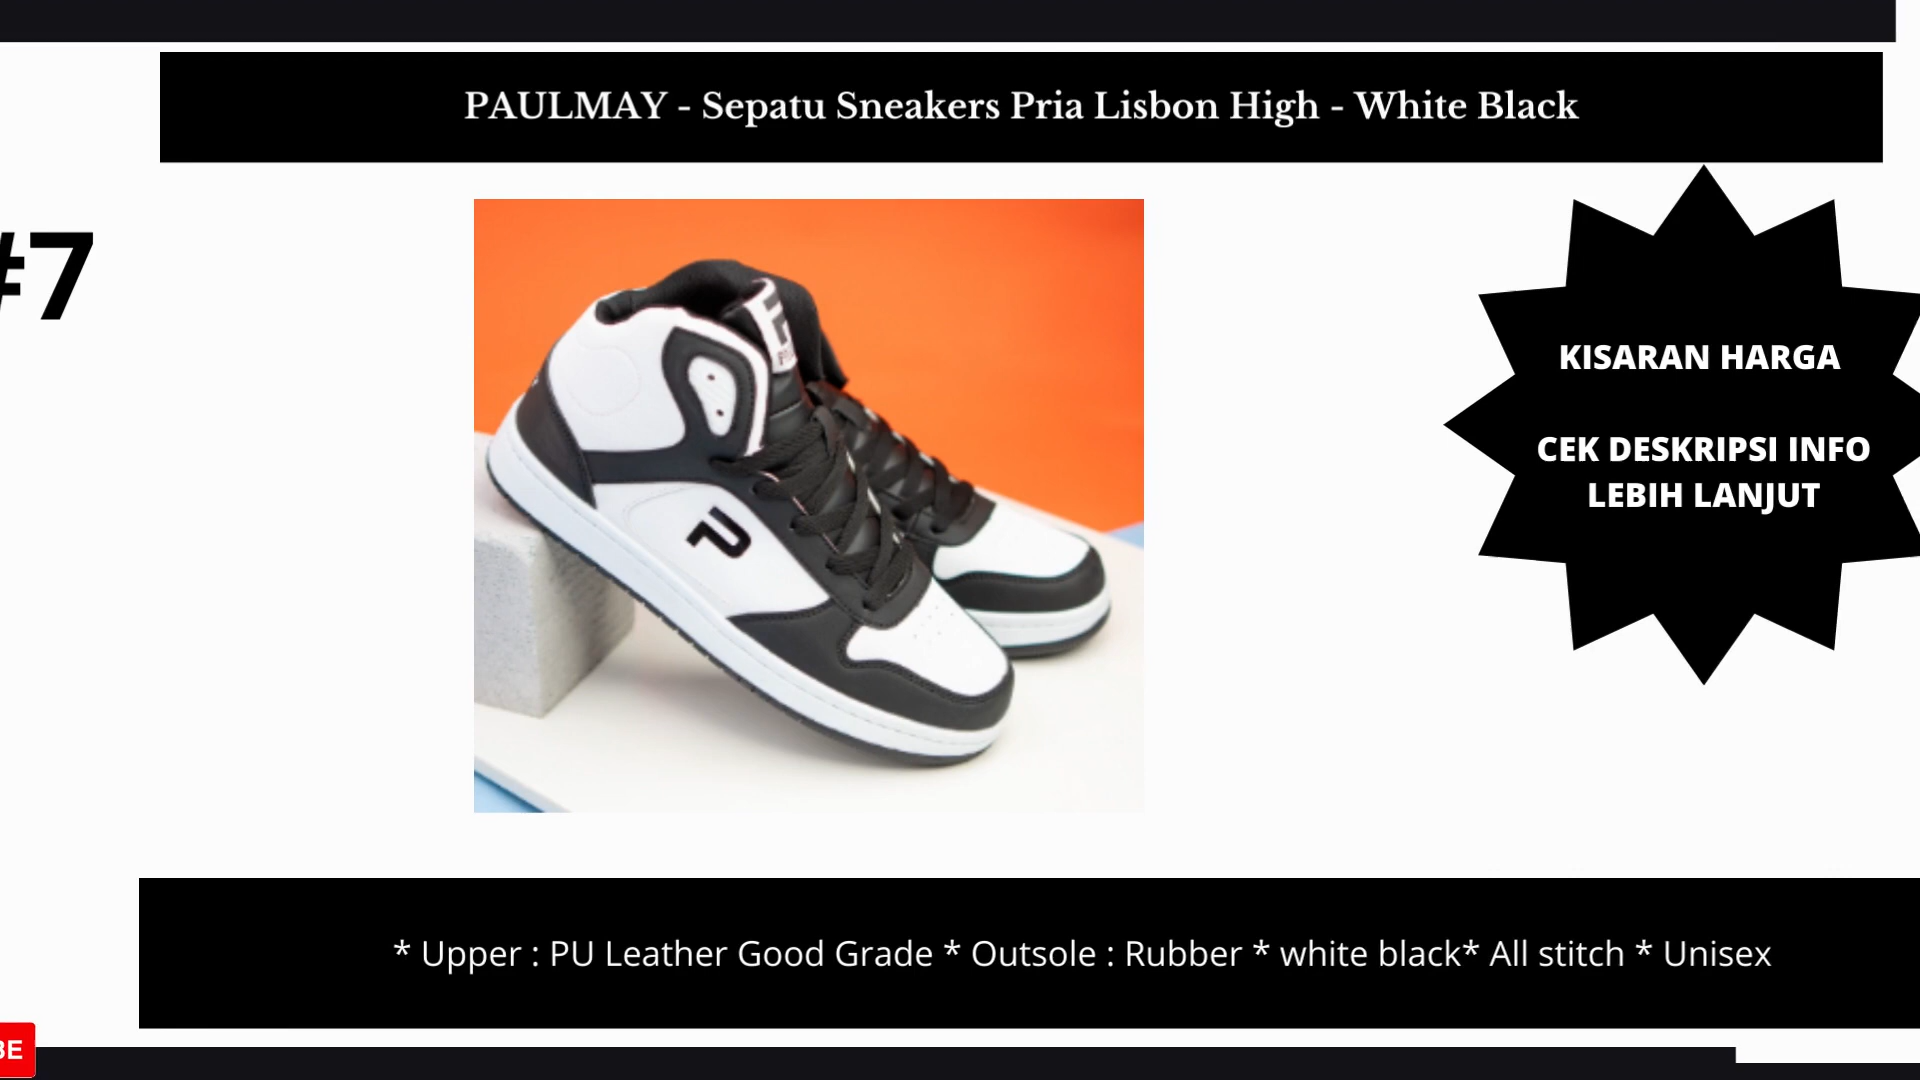 PAULMAY - Sepatu Sneakers Pria Lisbon High - White Black
#7
KISARAN HARGA
CEK DESKRIPSI INFO
LEBIH LANJUT
* Upper : PU Leather Good Grade * Outsole : Rubber * white black* All stitch * Unisex
BE